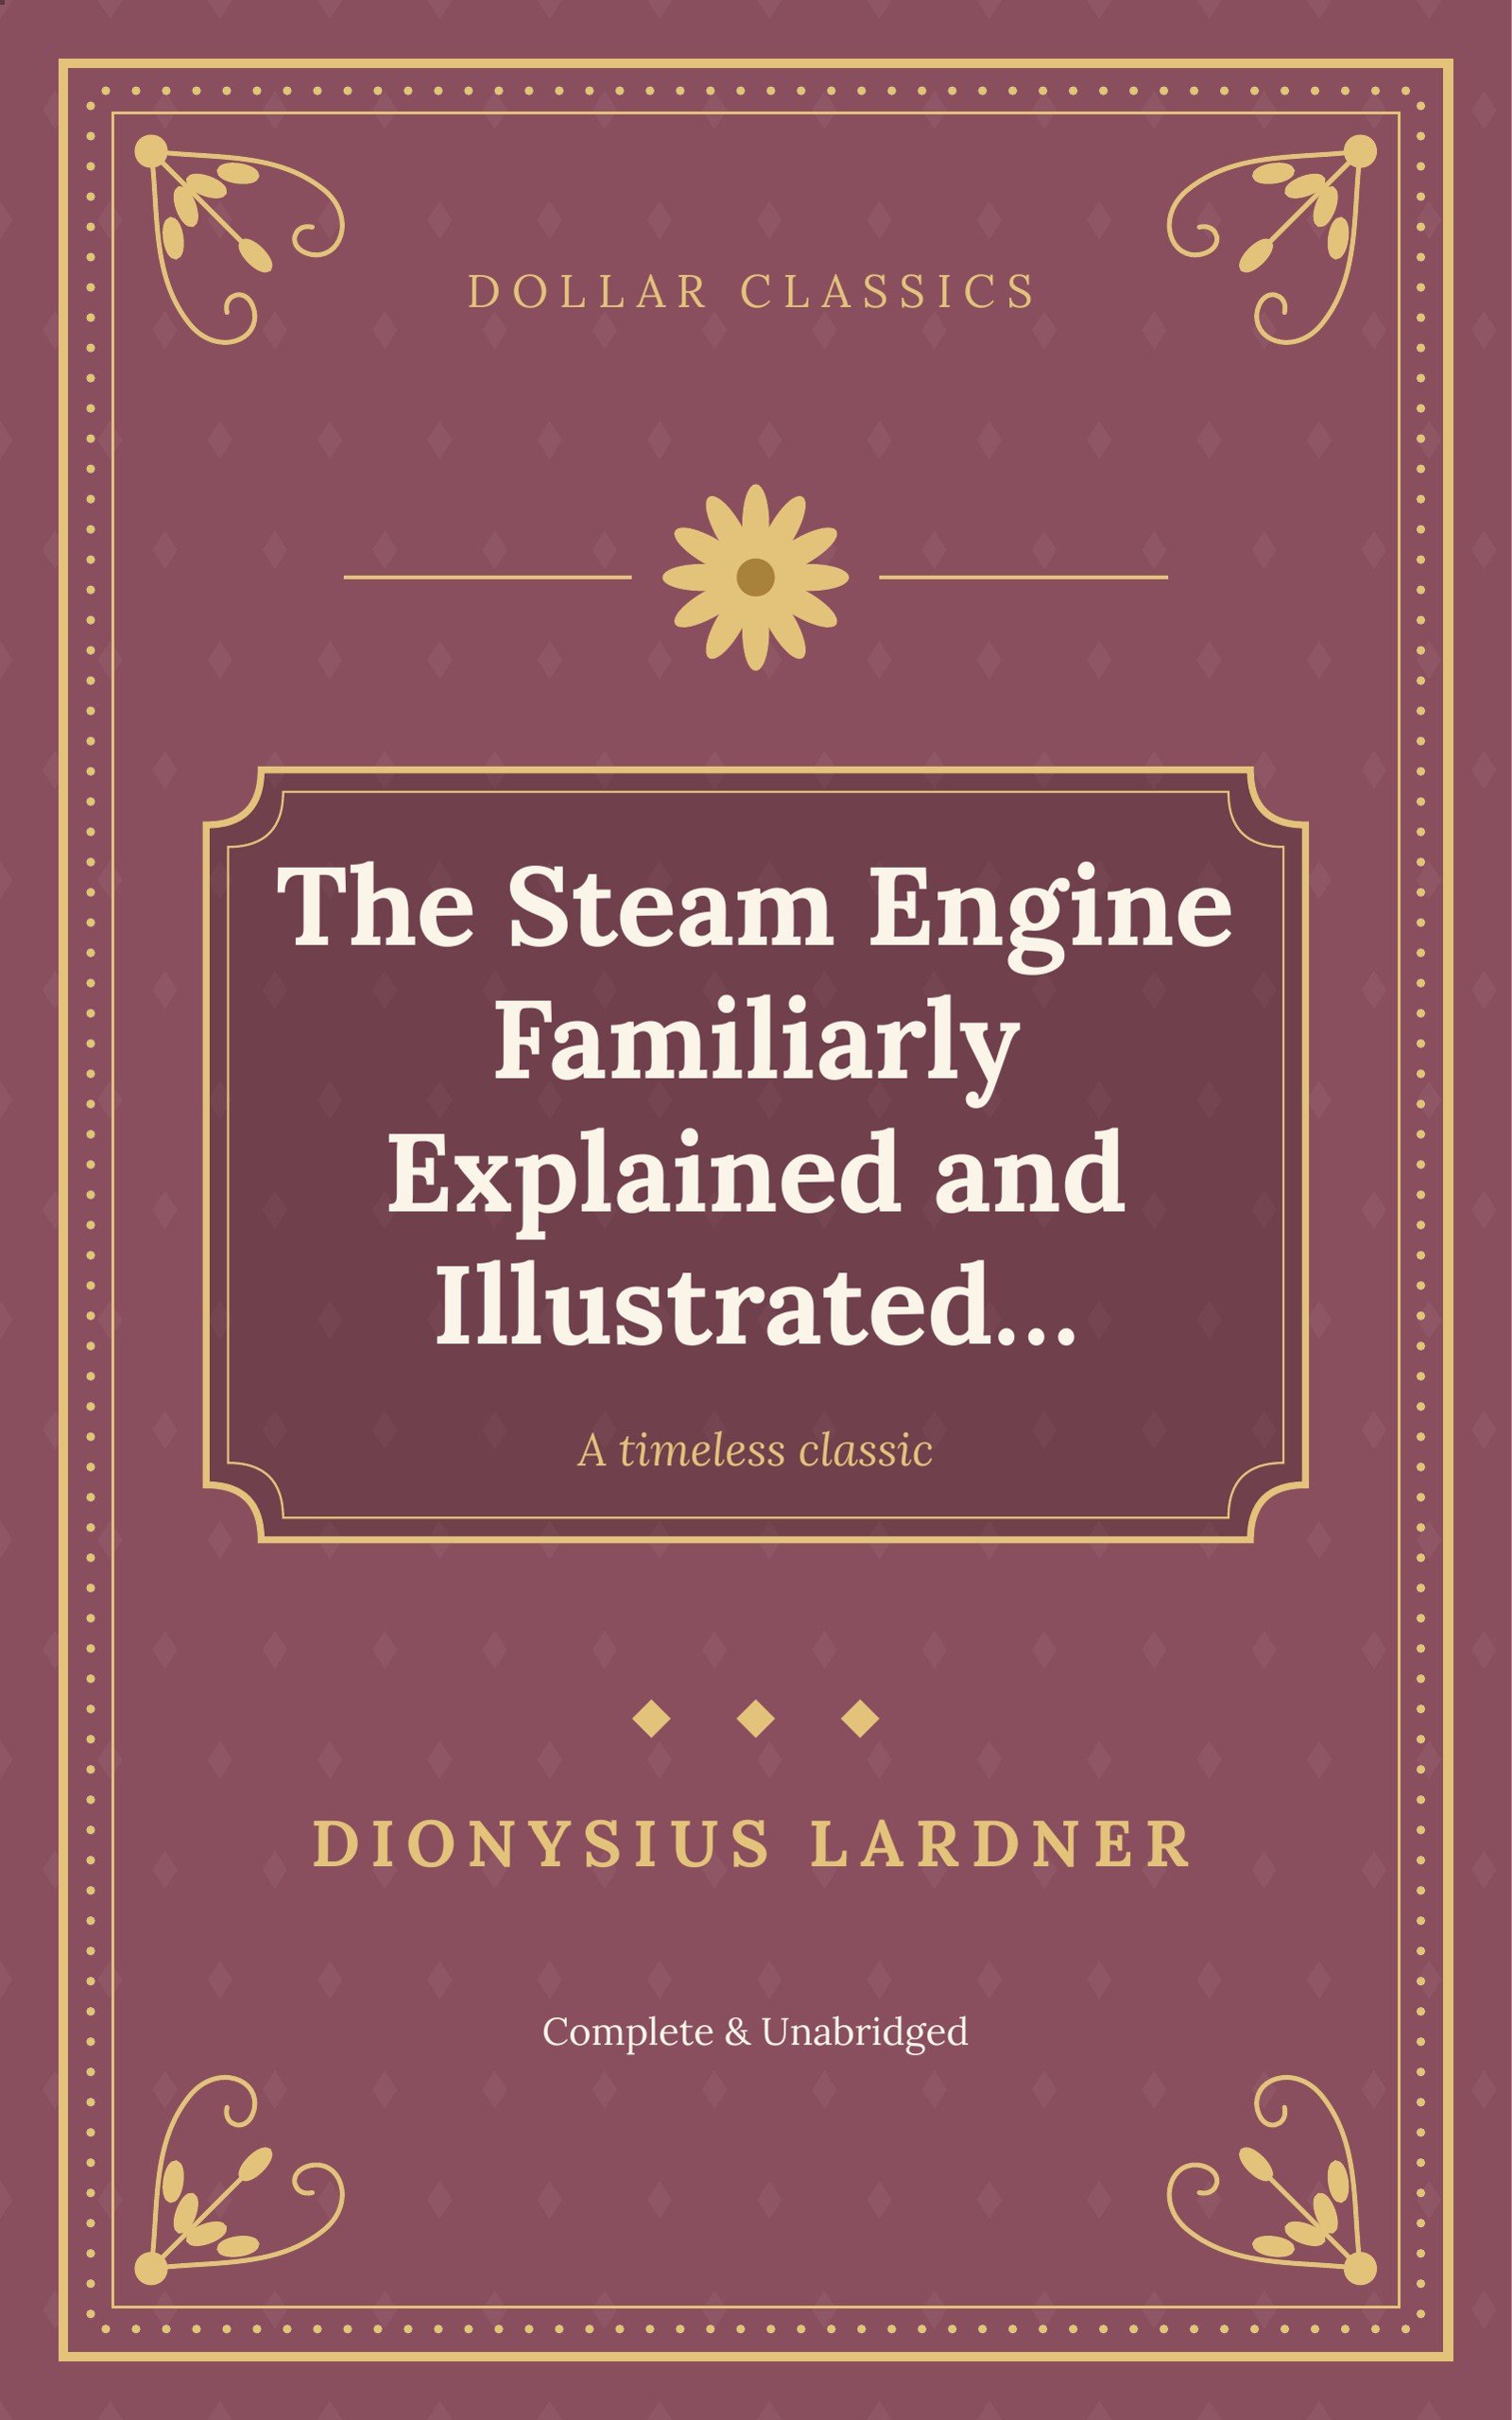 DOLLAR CLASSICS
The Steam Engine
Familiarly
Explained and
Illustrated...
A timeless classic
DIONYSIUS LARDNER
Complete & Unabridged